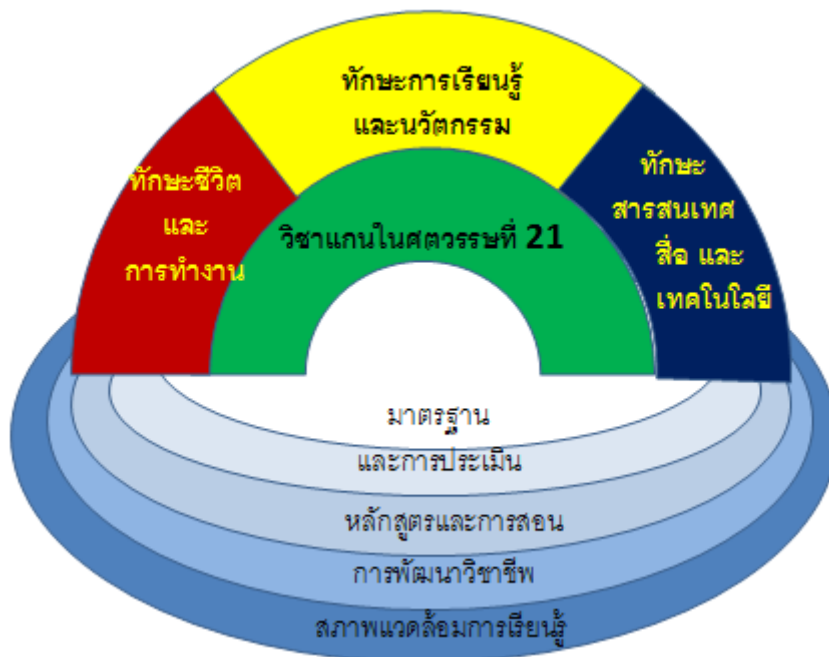 ทักษะการเรียนรู้
และนวัตกรรม
ทักษะชีวิต
และ
การทำงาน
ทักษะ
สารสนเทศ
สื่อ และ
เทคโนโลยี
วิชาแกนในศตวรรษที่ 21
มาตรฐาน
และการประเมิน
หลักสูตรและการสอน
การพัฒนาวิชาชีพ
สภาพแวดล้อมการเรียนรู้